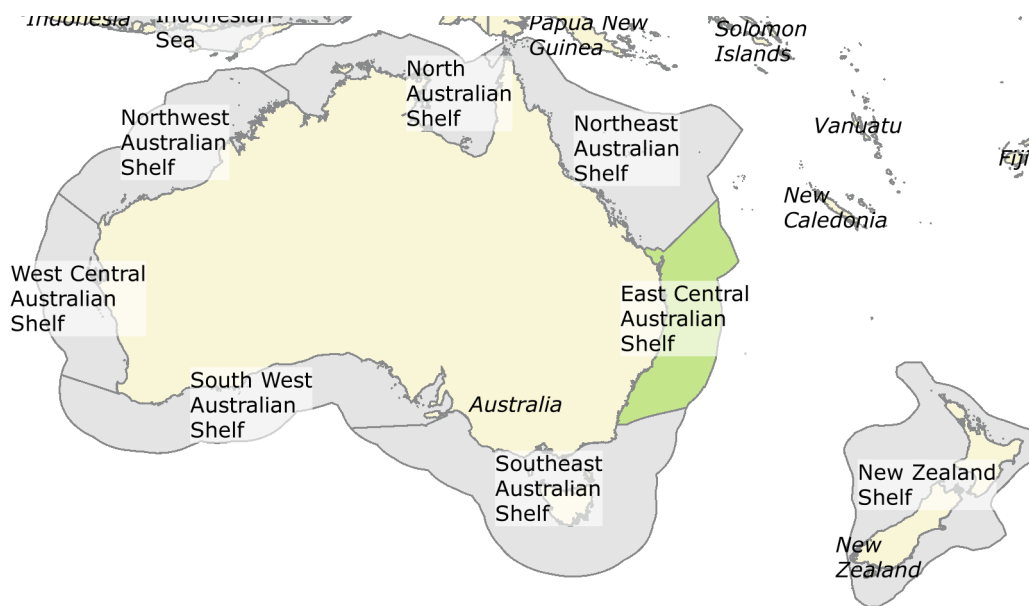 Indonesia
Indonesian
Sea
Papua New
Guinea
Solomon
Islands
North
Australian
Shelf
Northwest
Australian
Shelf
Northeast
Australian
Shelf
Vanuatu
Fiji
New
Caledonia
West Central
Australian
Shelf
East Central
Australian
Shelf
South West
Australian
Shelf
Australia
Southeast
Australian
Shelf
New Zealand
Shelf
New
Zealand